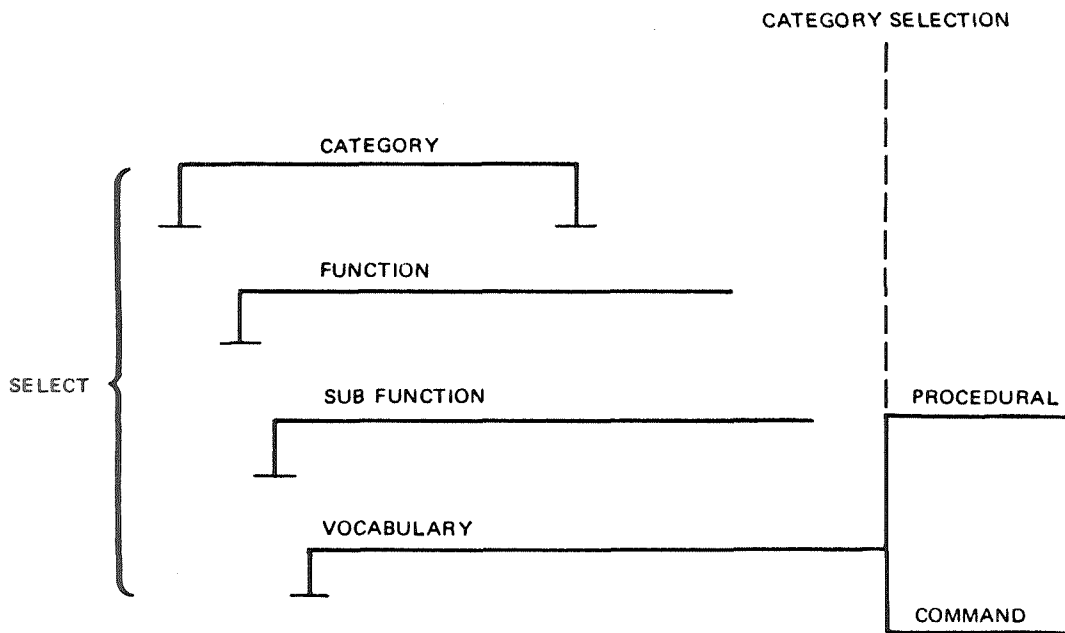 CATEGORY SELECTION
CATEGORY
FUNCTION
SELECT
SUB FUNCTION
PROCEDURAL
VOCABULARY
COMMAND